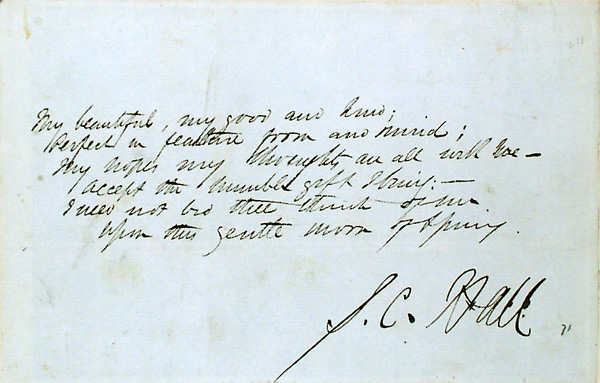 My beautiful, my good and kind;
Perfect in feature form and mind;
My hopes my thoughts are all with thee —
accept the humble gift I bring: —
I need not bid thee think of me
upon this gentle morn of Spring.
S. C. Hall
71